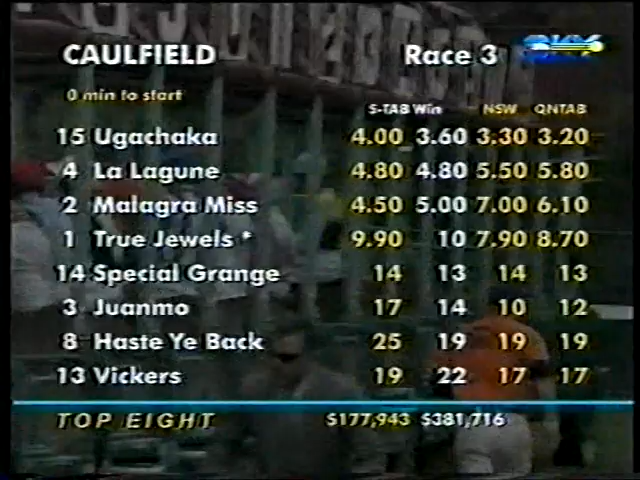 CAULFIELD Race 3 SKY
0 min to start
S-TAB Win NSW QNTAB
15 Ugachaka 4.00 3.60 3.30 3.20
4 La Lagune 4.80 4.80 5.50 5.80
2 Malagra Miss 4.50 5.00 7.00 6.10
1 True Jewels * 9.90 10 7.90 8.70
14 Special Grange 14 13 14 13
3 Juanmo 17 14 10 12
8 Haste Ye Back 25 19 19 19
13 Vickers 19 22 17 17
TOP EIGHT $177,943 $381,716